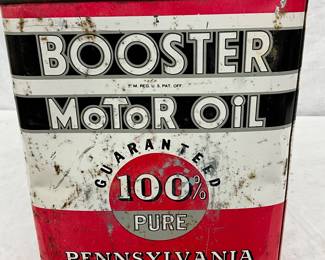 BOOSTER
T.M. REG. U.S. PAT. OFF.
MoToR OiL
GUARANTEED
100%
PURE
PENNSYLVANIA